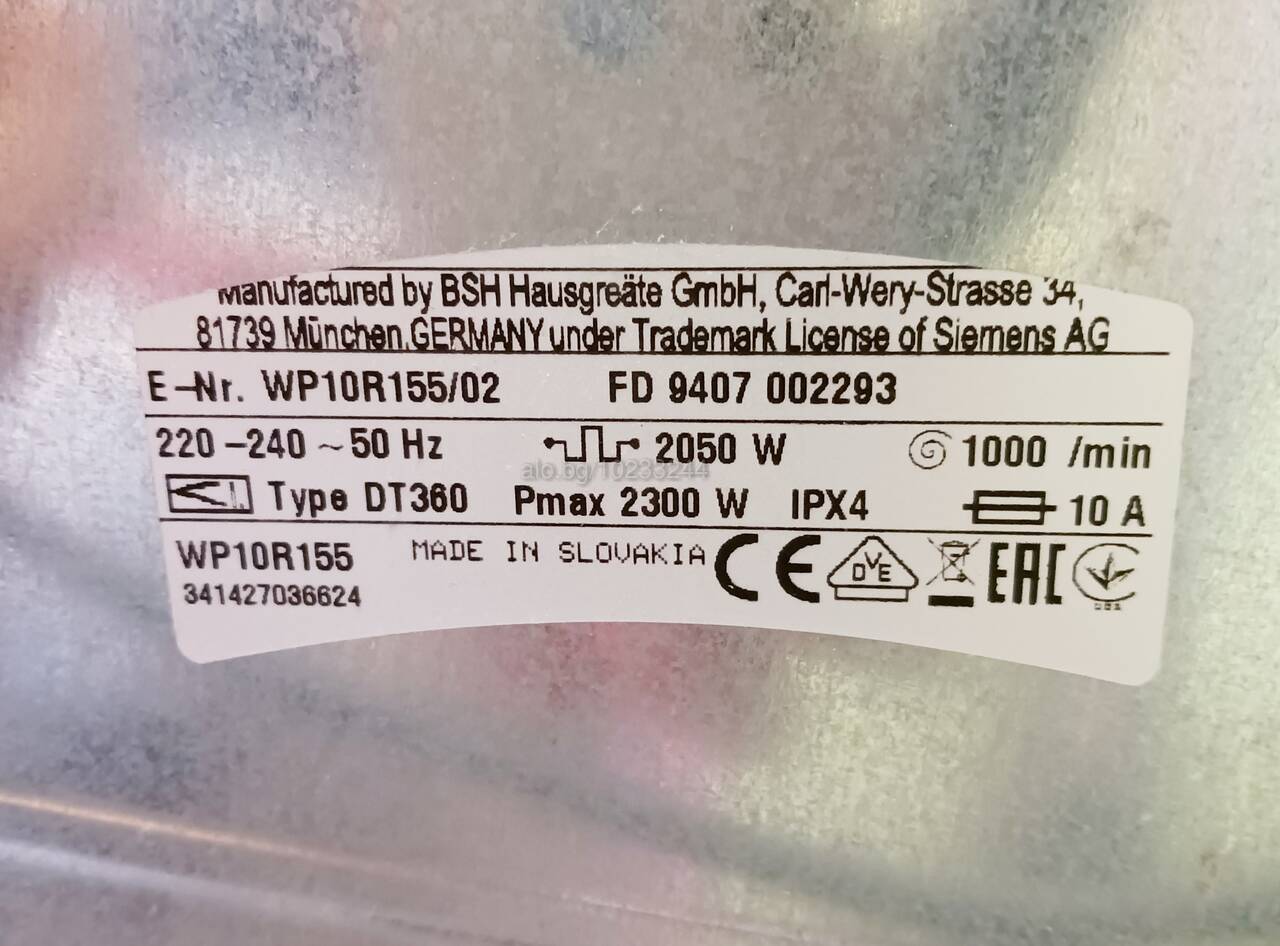 Manufactured by BSH Hausgreäte GmbH, Carl-Wery-Strasse 34,
81739 München.GERMANY under Trademark License of Siemens AG
E-Nr. WP10R155/02 FD 9407 002293
220-240 ~ 50 Hz 2050 W 1000 /min
alo.bg/10233244
Type DT360 Pmax 2300 W IPX4 10 A
WP10R155 MADE IN SLOVAKIA CE DVE EAC
341427036624